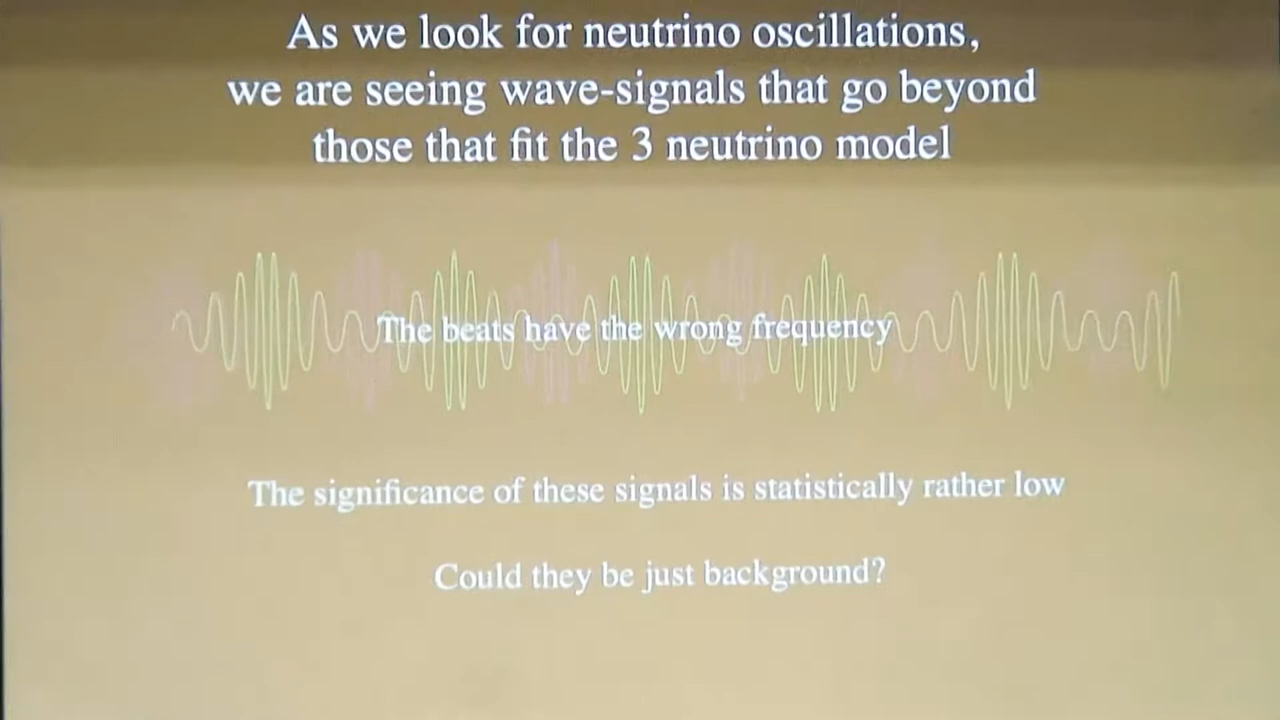 As we look for neutrino oscillations,
we are seeing wave-signals that go beyond
those that fit the 3 neutrino model
The beats have the wrong frequency
The significance of these signals is statistically rather low
Could they be just background?